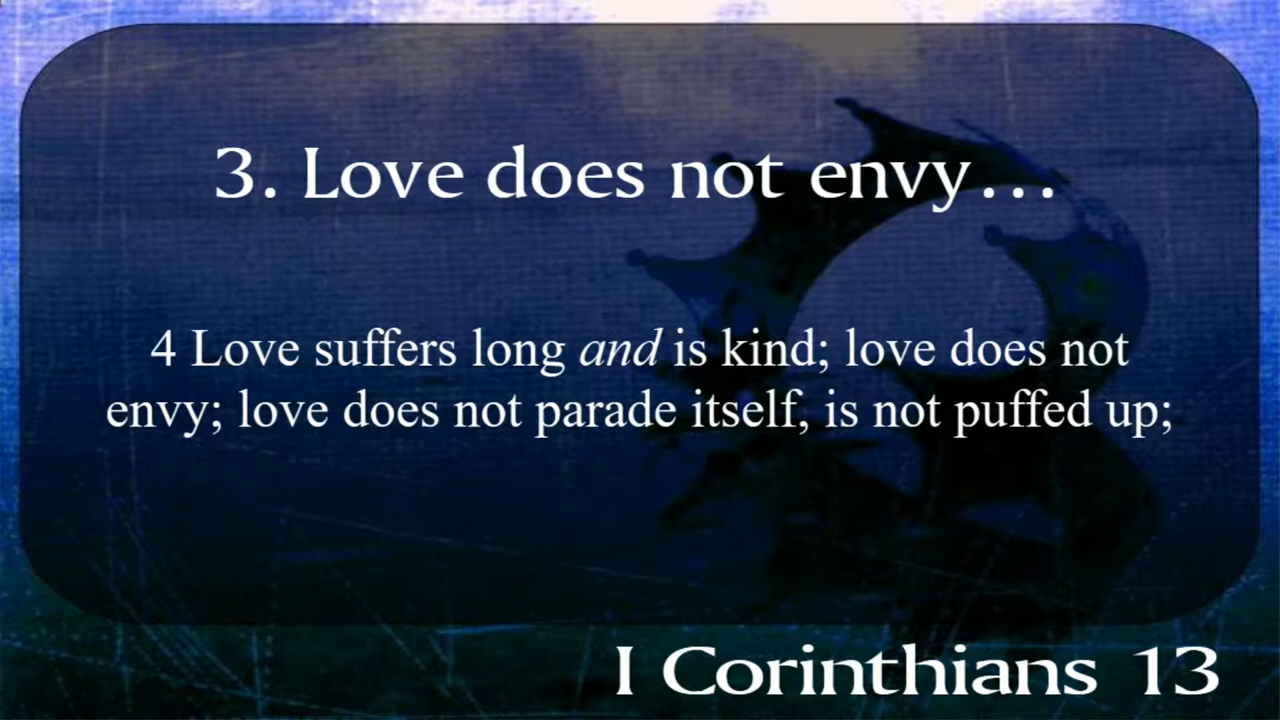 3. Love does not envy…
4 Love suffers long and is kind; love does not
envy; love does not parade itself, is not puffed up;
I Corinthians 13